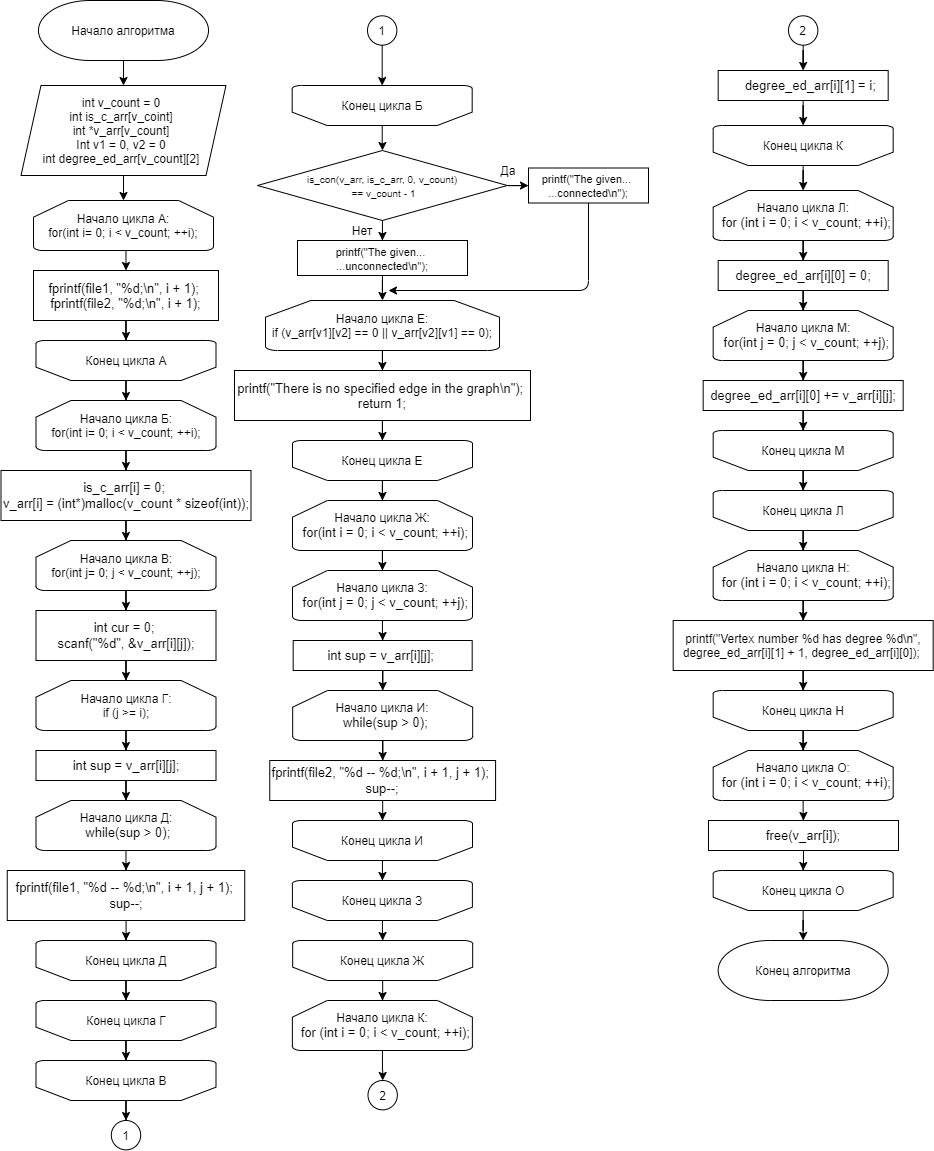 Начало алгоритма
int v_count = 0
int is_c_arr[v_coint]
int *v_arr[v_count]
Int v1 = 0, v2 = 0
int degree_ed_arr[v_count][2]
Начало цикла А:
for(int i= 0; i < v_count; ++i);
fprintf(file1, "%d;\n", i + 1);
fprintf(file2, "%d;\n", i + 1);
Конец цикла А
Начало цикла Б:
for(int i= 0; i < v_count; ++i);
is_c_arr[i] = 0;
v_arr[i] = (int*)malloc(v_count * sizeof(int));
Начало цикла В:
for(int j= 0; j < v_count; ++j);
int cur = 0;
scanf("%d", &v_arr[i][j]);
Начало цикла Г:
if (j >= i);
int sup = v_arr[i][j];
Начало цикла Д:
while(sup > 0);
fprintf(file1, "%d -- %d;\n", i + 1, j + 1);
sup--;
Конец цикла Д
Конец цикла Г
Конец цикла В
1
1
Конец цикла Б
is_con(v_arr, is_c_arr, 0, v_count)
== v_count - 1
Да
printf("The given...
...connected\n");
Нет
printf("The given...
...unconnected\n");
Начало цикла Е:
if (v_arr[v1][v2] == 0 || v_arr[v2][v1] == 0);
printf("There is no specified edge in the graph\n");
return 1;
Конец цикла Е
Начало цикла Ж:
for(int i = 0; i < v_count; ++i);
Начало цикла З:
for(int j = 0; j < v_count; ++j);
int sup = v_arr[i][j];
Начало цикла И:
while(sup > 0);
fprintf(file2, "%d -- %d;\n", i + 1, j + 1);
sup--;
Конец цикла И
Конец цикла З
Конец цикла Ж
Начало цикла К:
for (int i = 0; i < v_count; ++i);
2
2
degree_ed_arr[i][1] = i;
Конец цикла К
Начало цикла Л:
for (int i = 0; i < v_count; ++i);
degree_ed_arr[i][0] = 0;
Начало цикла М:
for(int j = 0; j < v_count; ++j);
degree_ed_arr[i][0] += v_arr[i][j];
Конец цикла М
Конец цикла Л
Начало цикла Н:
for (int i = 0; i < v_count; ++i);
printf("Vertex number %d has degree %d\n",
degree_ed_arr[i][1] + 1, degree_ed_arr[i][0]);
Конец цикла Н
Начало цикла О:
for (int i = 0; i < v_count; ++i);
free(v_arr[i]);
Конец цикла О
Конец алгоритма